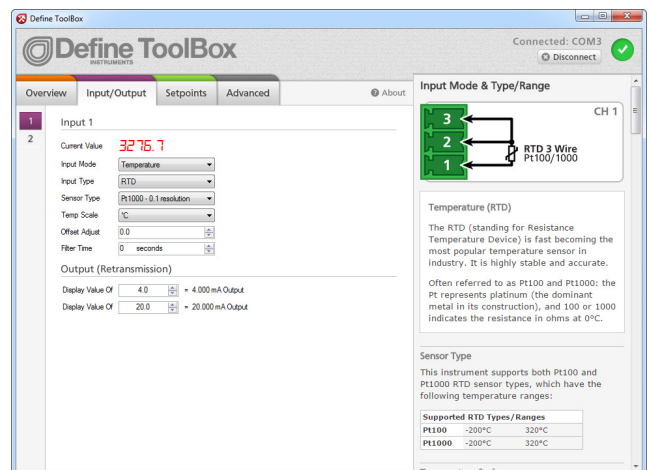 Define ToolBox
Define ToolBox
INSTRUMENTS
Connected: COM3
Disconnect
Overview Input/Output Setpoints Advanced About
1
2
Input 1
Current Value 3276.7
Input Mode Temperature
Input Type RTD
Sensor Type Pt1000 - 0.1 resolution
Temp Scale °C
Offset Adjust 0.0
Filter Time 0 seconds
Output (Retransmission)
Display Value Of 4.0 = 4.000 mA Output
Display Value Of 20.0 = 20.000 mA Output
Input Mode & Type/Range
CH 1
3
2
1
RTD 3 Wire
Pt100/1000
Temperature (RTD)
The RTD (standing for Resistance
Temperature Device) is fast becoming the
most popular temperature sensor in
industry. It is highly stable and accurate.
Often referred to as Pt100 and Pt1000: the
Pt represents platinum (the dominant
metal in its construction), and 100 or 1000
indicates the resistance in ohms at 0°C.
Sensor Type
This instrument supports both Pt100 and
Pt1000 RTD sensor types, which have the
following temperature ranges:
Supported RTD Types/Ranges
Pt100 -200°C 320°C
Pt1000 -200°C 320°C